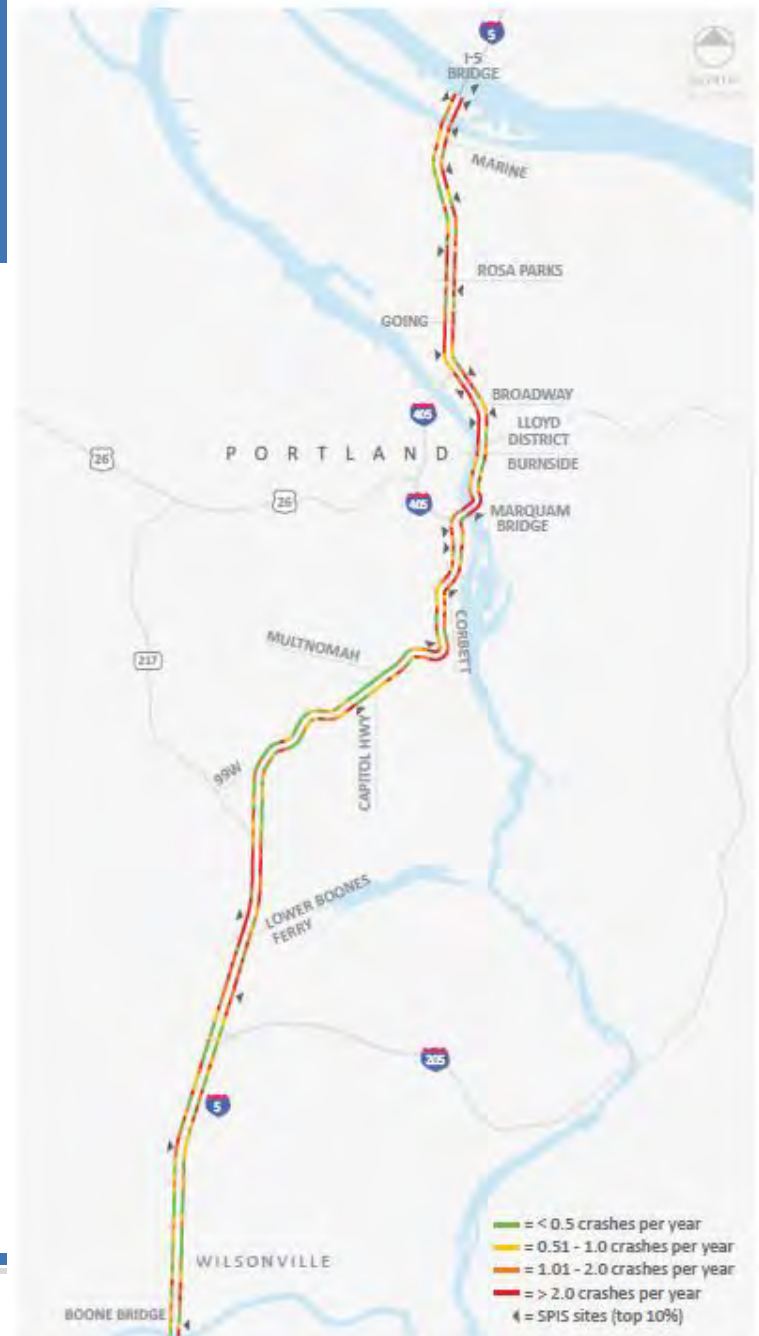 5
I-5
BRIDGE
MARINE
ROSA PARKS
GOING
BROADWAY
405
LLOYD
DISTRICT
PORTLAND
26
BURNSIDE
26
405
MARQUAM
BRIDGE
CORBETT
MULTNOMAH
217
CAPITOL HWY
99W
LOWER BOONES
FERRY
205
5
= < 0.5 crashes per year
= 0.51 - 1.0 crashes per year
WILSONVILLE
= 1.01 - 2.0 crashes per year
= > 2.0 crashes per year
BOONE BRIDGE
= SPIS sites (top 10%)